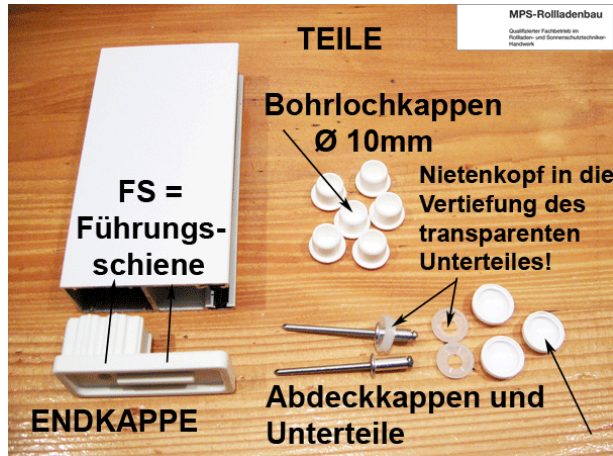 MPS-Rollladenbau
Qualifizierter Fachbetrieb im
Rollladen- und Sonnenschutztechniker-
Handwerk
TEILE
Bohrlochkappen
Ø 10mm
Nietenkopf in die
Vertiefung des
transparenten
Unterteiles!
FS =
Führungs-
schiene
ENDKAPPE
Abdeckkappen und
Unterteile